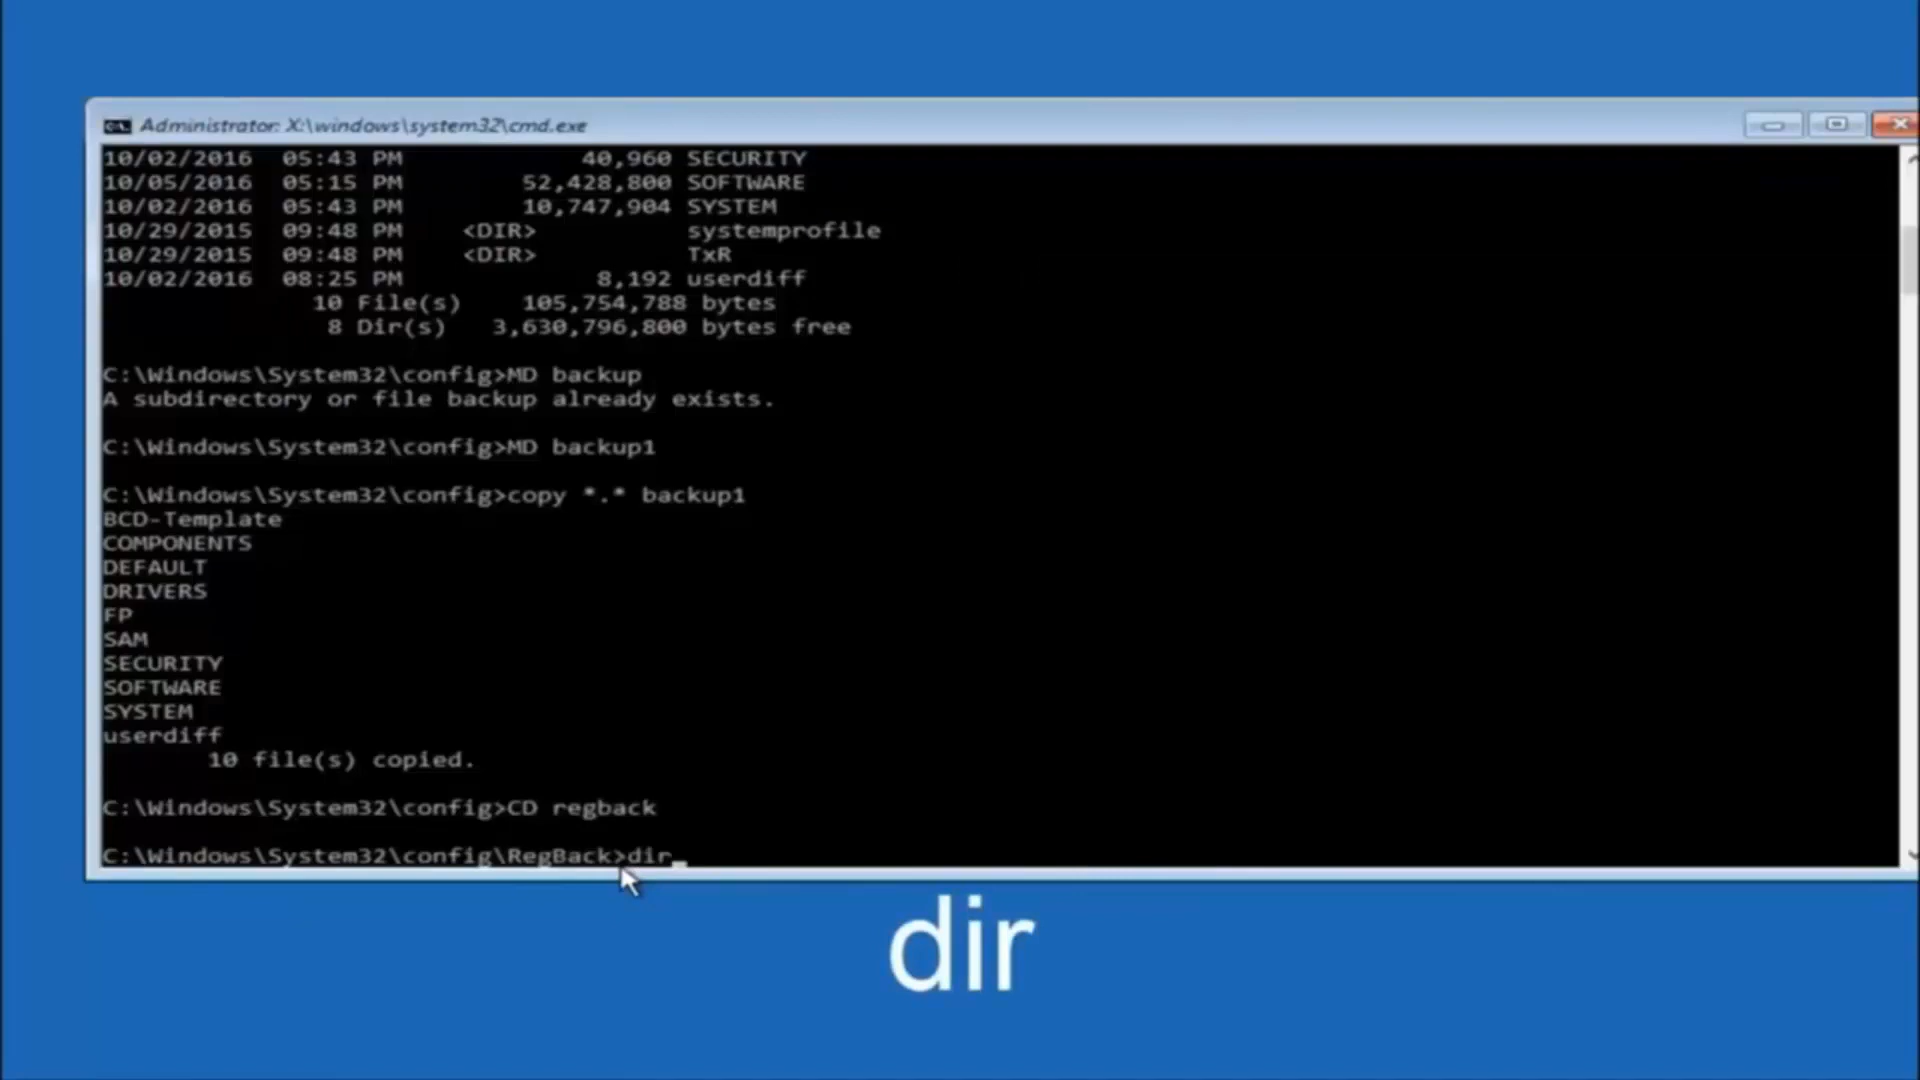 Administrator: X:\windows\system32\cmd.exe
10/02/2016 05:43 PM 40,960 SECURITY
10/05/2016 05:15 PM 52,428,800 SOFTWARE
10/02/2016 05:43 PM 10,747,904 SYSTEM
10/29/2015 09:48 PM <DIR> systemprofile
10/29/2015 09:48 PM <DIR> TxR
10/02/2016 08:25 PM 8,192 userdiff
10 File(s) 105,754,788 bytes
8 Dir(s) 3,630,796,800 bytes free
C:\Windows\System32\config>MD backup
A subdirectory or file backup already exists.
C:\Windows\System32\config>MD backup1
C:\Windows\System32\config>copy *.* backup1
BCD-Template
COMPONENTS
DEFAULT
DRIVERS
FP
SAM
SECURITY
SOFTWARE
SYSTEM
userdiff
10 file(s) copied.
C:\Windows\System32\config>CD regback
C:\Windows\System32\config\RegBack>dir_
dir